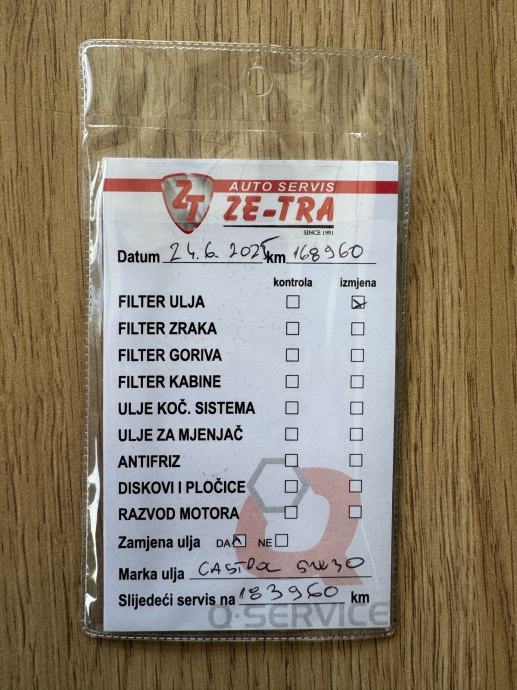 ZT
AUTO SERVIS
ZE-TRA
SINCE 1991
Datum 24.6.2025 km 168960
kontrola izmjena
FILTER ULJA
FILTER ZRAKA
FILTER GORIVA
FILTER KABINE
ULJE KOČ. SISTEMA
ULJE ZA MJENJAČ
ANTIFRIZ
DISKOVI I PLOČICE
RAZVOD MOTORA
Zamjena ulja DA NE
Marka ulja CASTROL 5W30
Slijedeći servis na 183960 km
Q-SERVICE